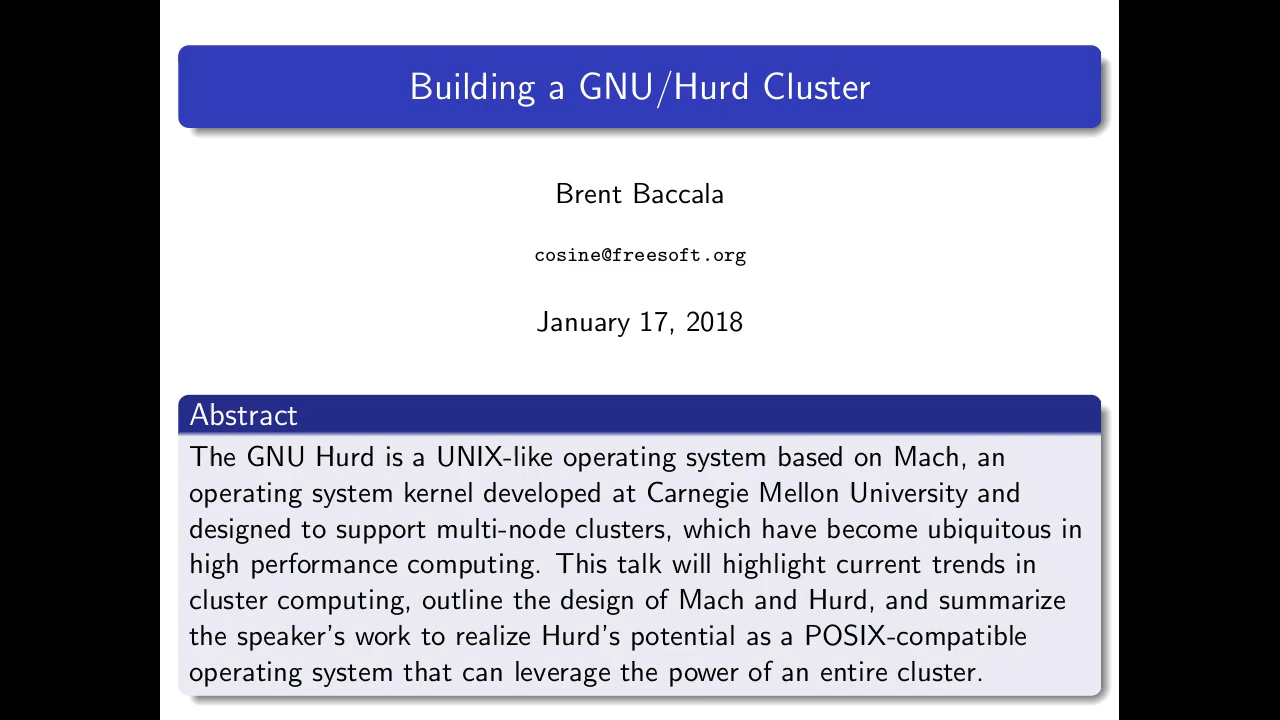 Building a GNU/Hurd Cluster
Brent Baccala
cosine@freesoft.org
January 17, 2018
Abstract
The GNU Hurd is a UNIX-like operating system based on Mach, an
operating system kernel developed at Carnegie Mellon University and
designed to support multi-node clusters, which have become ubiquitous in
high performance computing. This talk will highlight current trends in
cluster computing, outline the design of Mach and Hurd, and summarize
the speaker's work to realize Hurd's potential as a POSIX-compatible
operating system that can leverage the power of an entire cluster.